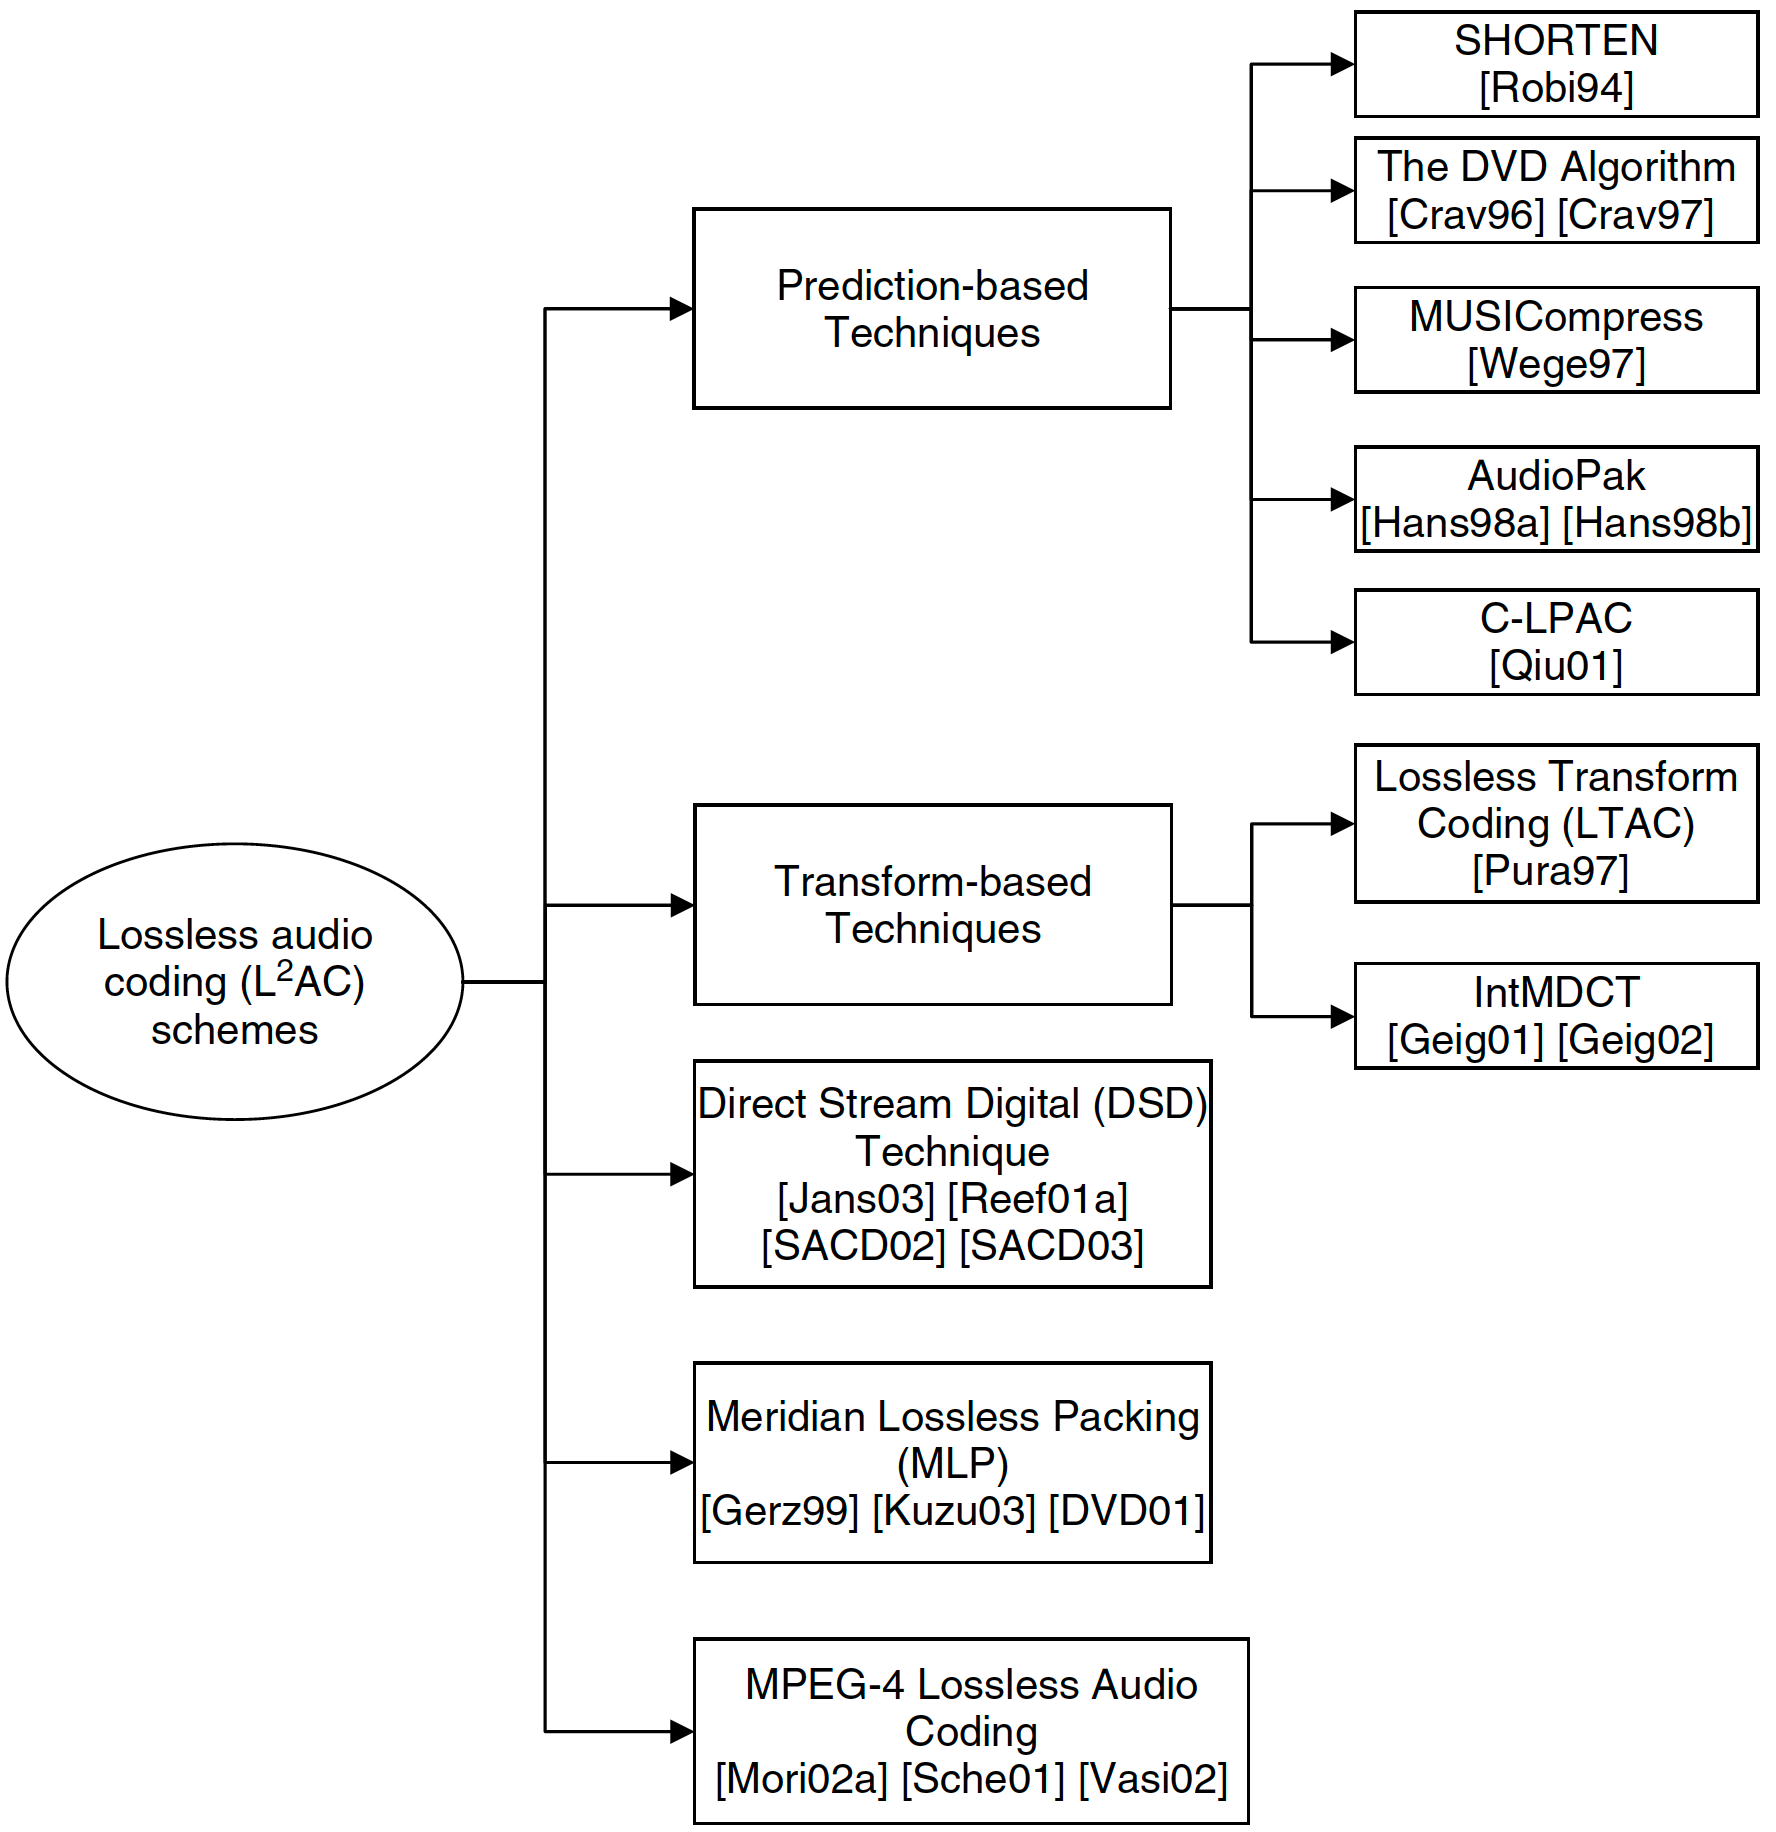 SHORTEN
[Robi94]
The DVD Algorithm
[Crav96] [Crav97]
Prediction-based
Techniques
MUSICompress
[Wege97]
AudioPak
[Hans98a] [Hans98b]
C-LPAC
[Qiu01]
Lossless Transform
Coding (LTAC)
[Pura97]
Transform-based
Techniques
IntMDCT
[Geig01] [Geig02]
Lossless audio
coding (L²AC)
schemes
Direct Stream Digital (DSD)
Technique
[Jans03] [Reef01a]
[SACD02] [SACD03]
Meridian Lossless Packing
(MLP)
[Gerz99] [Kuzu03] [DVD01]
MPEG-4 Lossless Audio
Coding
[Mori02a] [Sche01] [Vasi02]